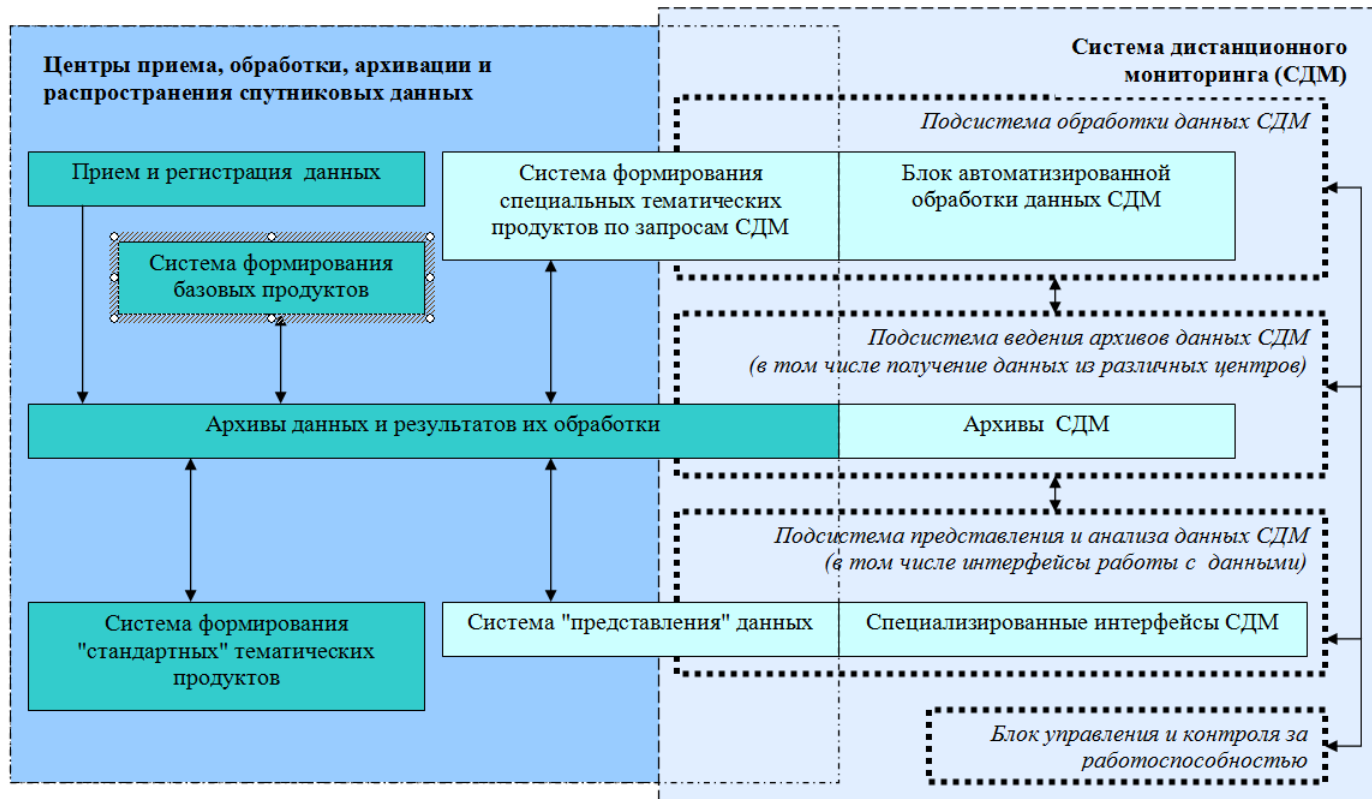 Центры приема, обработки, архивации и
распространения спутниковых данных
Система дистанционного
мониторинга (СДМ)
Подсистема обработки данных СДМ
Прием и регистрация данных
Система формирования
специальных тематических
продуктов по запросам СДМ
Блок автоматизированной
обработки данных СДМ
Система формирования
базовых продуктов
Подсистема ведения архивов данных СДМ
(в том числе получение данных из различных центров)
Архивы данных и результатов их обработки
Архивы СДМ
Подсистема представления и анализа данных СДМ
(в том числе интерфейсы работы с данными)
Система формирования
"стандартных" тематических
продуктов
Система "представления" данных
Специализированные интерфейсы СДМ
Блок управления и контроля за
работоспособностью